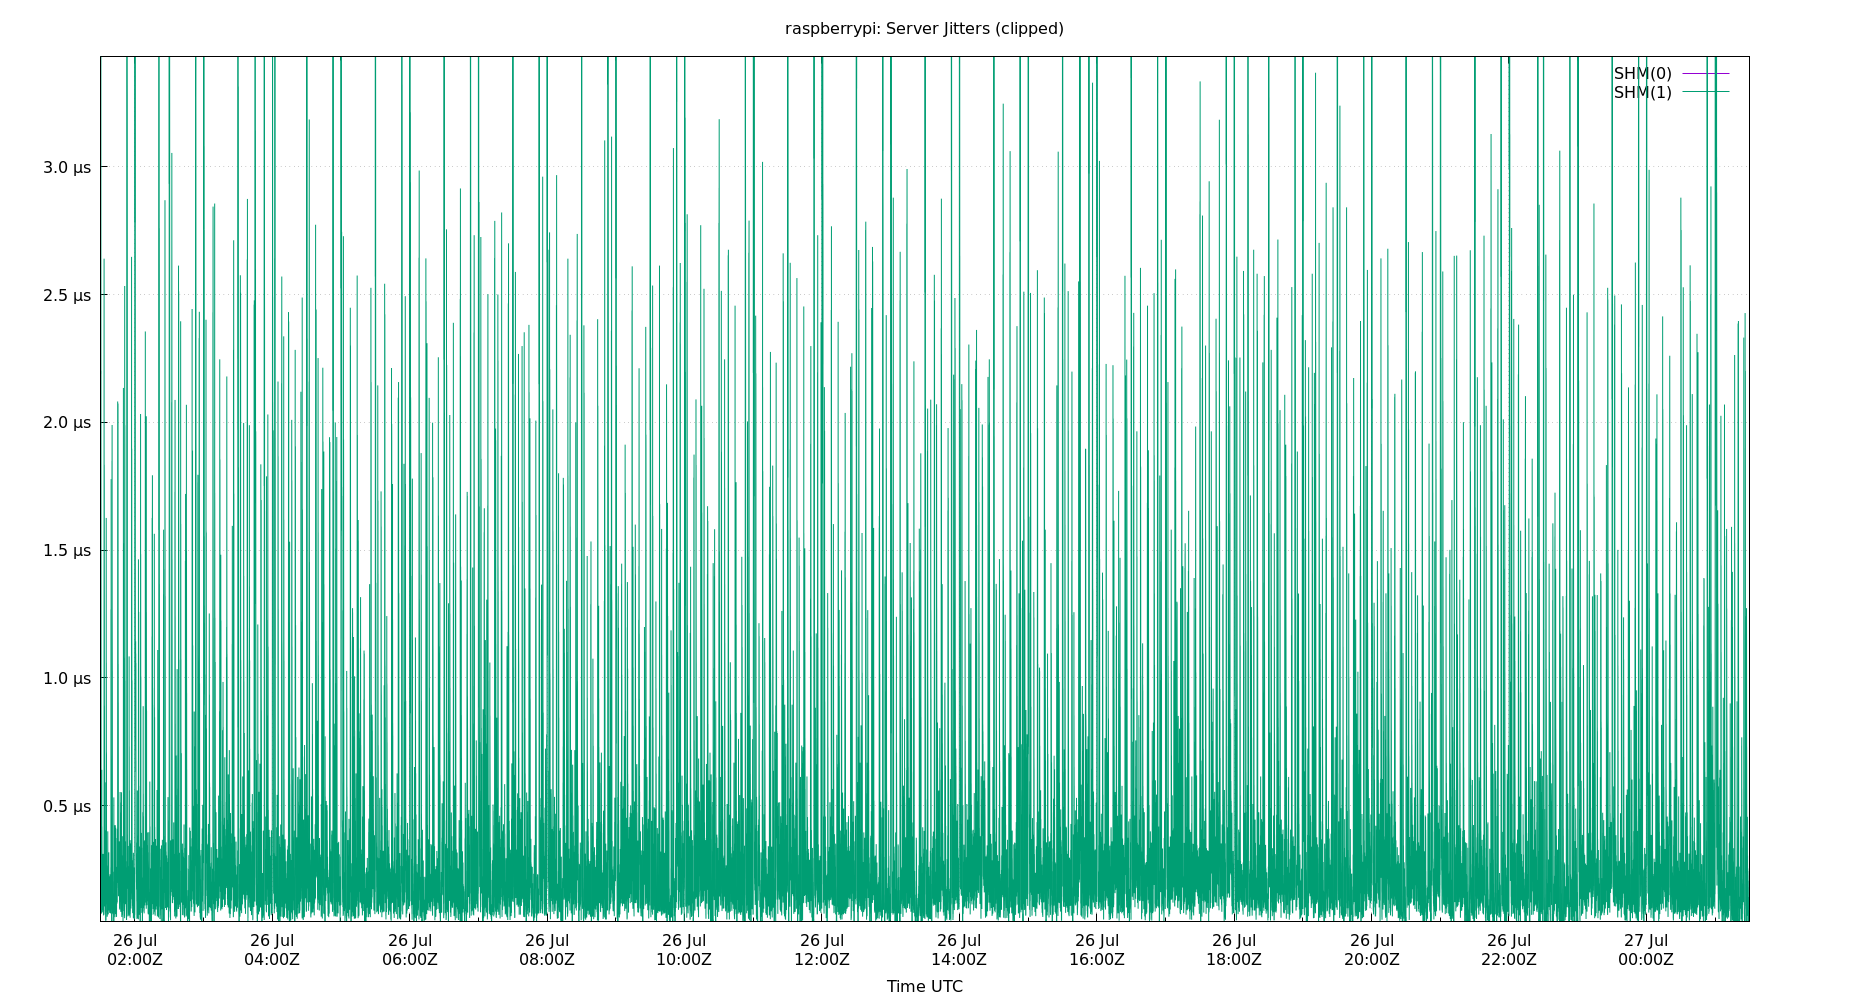 raspberrypi: Server Jitters (clipped)
SHM(0)
SHM(1)
3.0 µs
2.5 µs
2.0 µs
1.5 µs
1.0 µs
0.5 µs
26 Jul 26 Jul 26 Jul 26 Jul 26 Jul 26 Jul 26 Jul 26 Jul 26 Jul 26 Jul 26 Jul 27 Jul
02:00Z 04:00Z 06:00Z 08:00Z 10:00Z 12:00Z 14:00Z 16:00Z 18:00Z 20:00Z 22:00Z 00:00Z
Time UTC